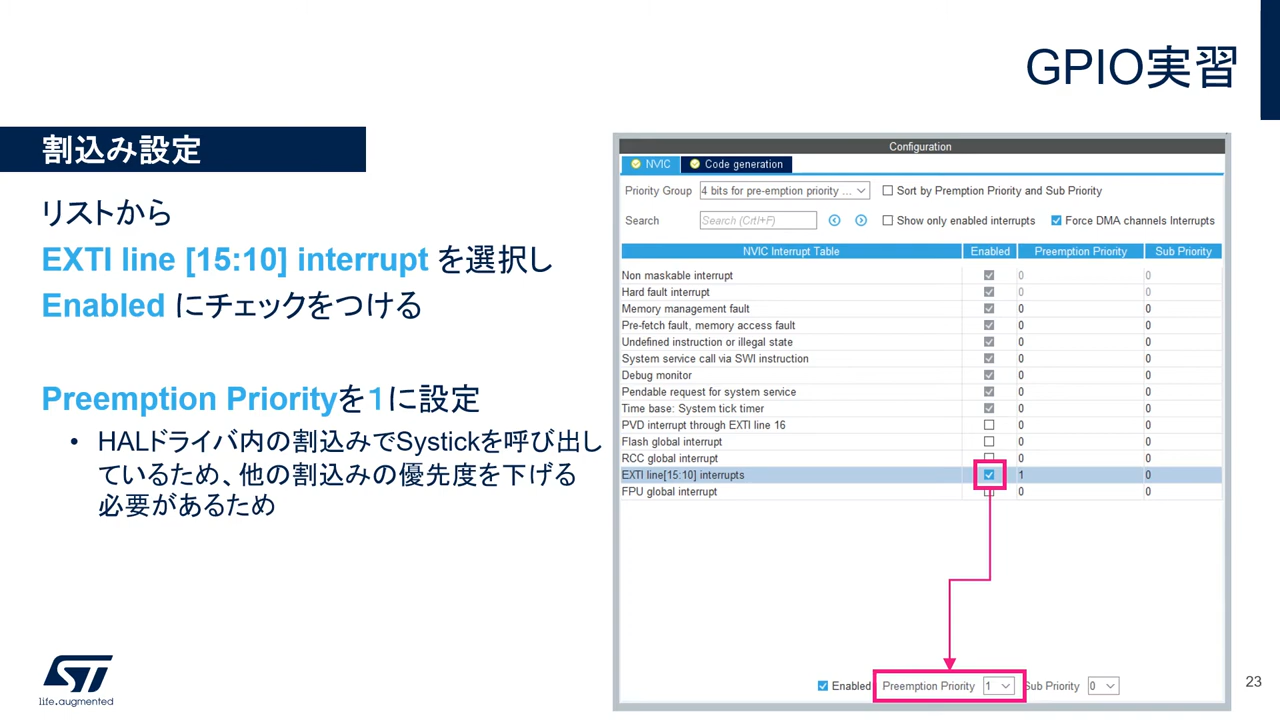 GPIO実習
割込み設定
リストから
EXTI line [15:10] interrupt を選択し
Enabled にチェックをつける
Preemption Priorityを１に設定
• HALドライバ内の割込みでSystickを呼び出し
ているため、他の割込みの優先度を下げる
必要があるため
Configuration
NVIC Code generation
Priority Group 4 bits for pre-emption priority ... Sort by Premption Priority and Sub Priority
Search Search (CrtI+F) Show only enabled interrupts Force DMA channels Interrupts
NVIC Interrupt Table Enabled Preemption Priority Sub Priority
Non maskable interrupt 0 0
Hard fault interrupt 0 0
Memory management fault 0 0
Pre-fetch fault, memory access fault 0 0
Undefined instruction or illegal state 0 0
System service call via SWI instruction 0 0
Debug monitor 0 0
Pendable request for system service 0 0
Time base: System tick timer 0 0
PVD interrupt through EXTI line 16 0 0
Flash global interrupt 0 0
RCC global interrupt 0 0
EXTI line[15:10] interrupts 1 0
FPU global interrupt 0 0
Enabled Preemption Priority 1 Sub Priority 0
ST
life.augmented
23